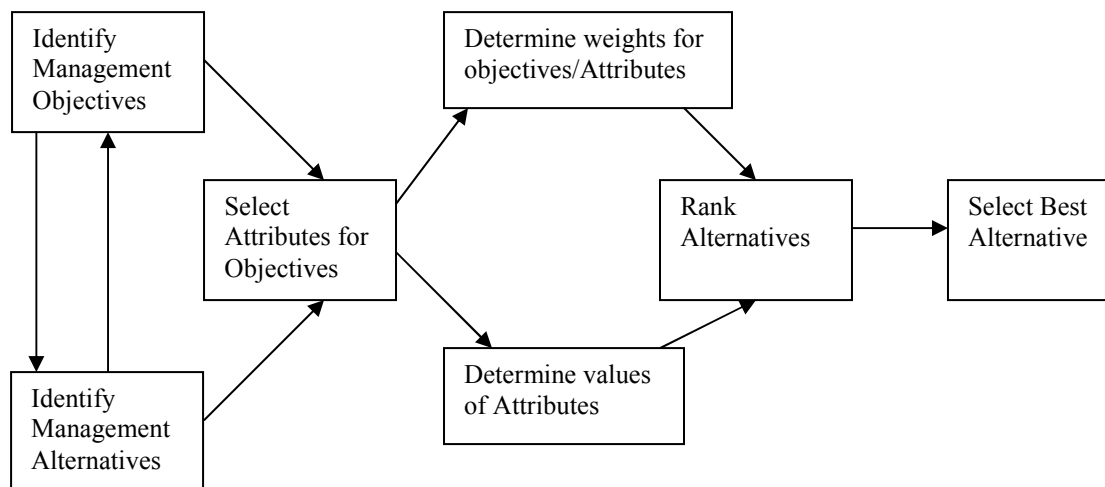 Identify
Management
Objectives
Identify
Management
Alternatives
Select
Attributes for
Objectives
Determine weights for
objectives/Attributes
Determine values
of Attributes
Rank
Alternatives
Select Best
Alternative